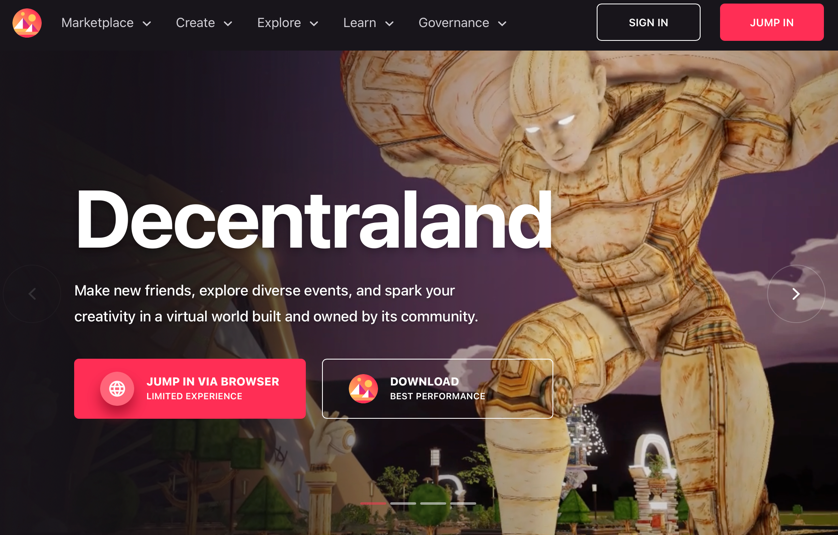 Marketplace Create Explore Learn Governance SIGN IN JUMP IN
Decentraland
Make new friends, explore diverse events, and spark your
creativity in a virtual world built and owned by its community.
JUMP IN VIA BROWSER
LIMITED EXPERIENCE
DOWNLOAD
BEST PERFORMANCE